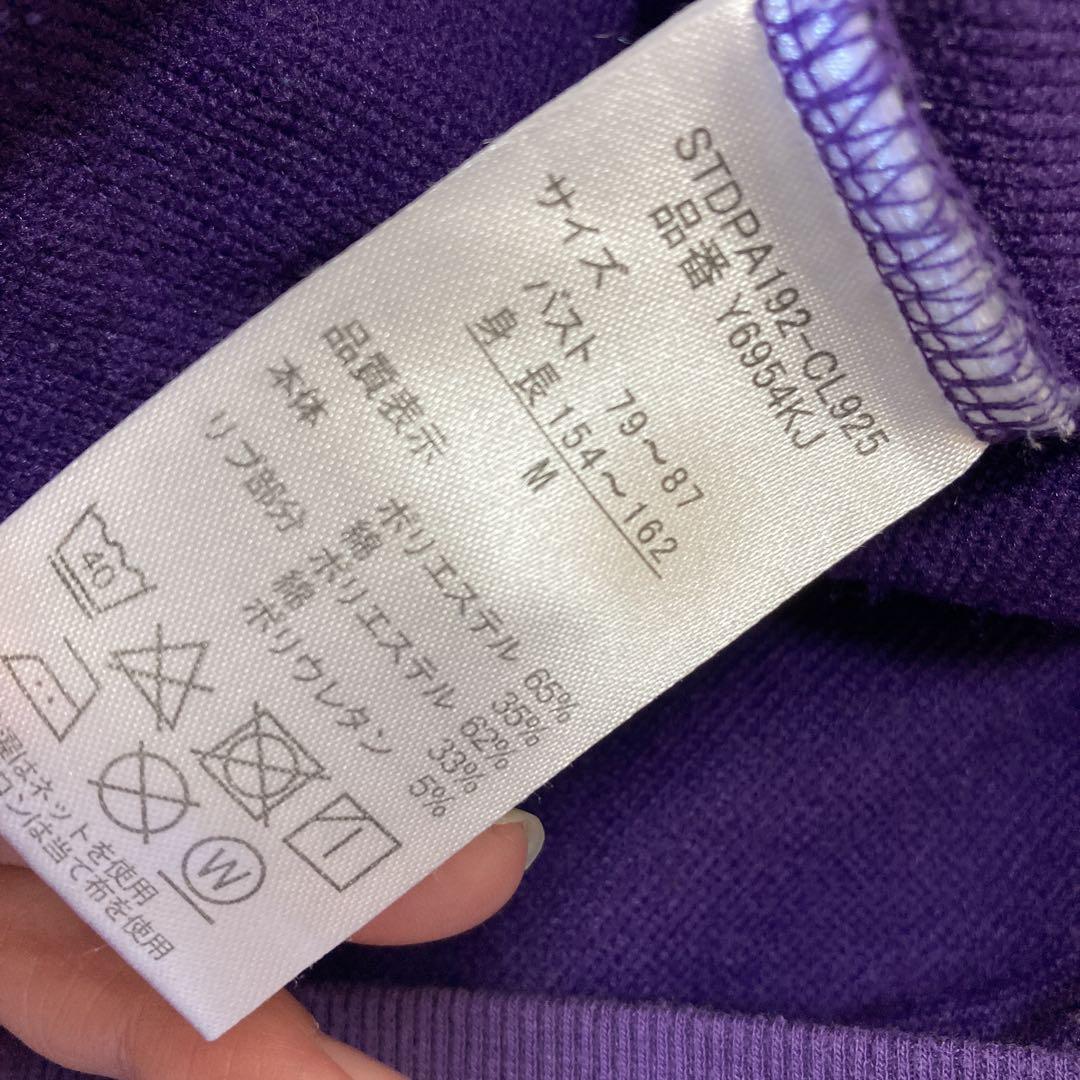 STDPA192-CL925
品番 Y6954KJ
サイズ
バスト 79~87
身長 154~162
M
品質表示
本体 ポリエステル 65%
綿 35%
リブ部分 ポリエステル 62%
綿 33%
ポリウレタン 5%
40
W
はネットを使用
ロンは当て布を使用